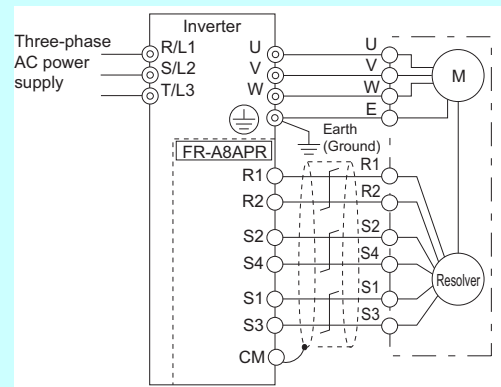 Inverter
Three-phase
AC power
supply
R/L1
S/L2
T/L3
U
V
W
U
V
W
E
M
Earth
(Ground)
FR-A8APR
R1
R2
S2
S4
S1
S3
CM
R1
R2
S2
S4
S1
S3
Resolver